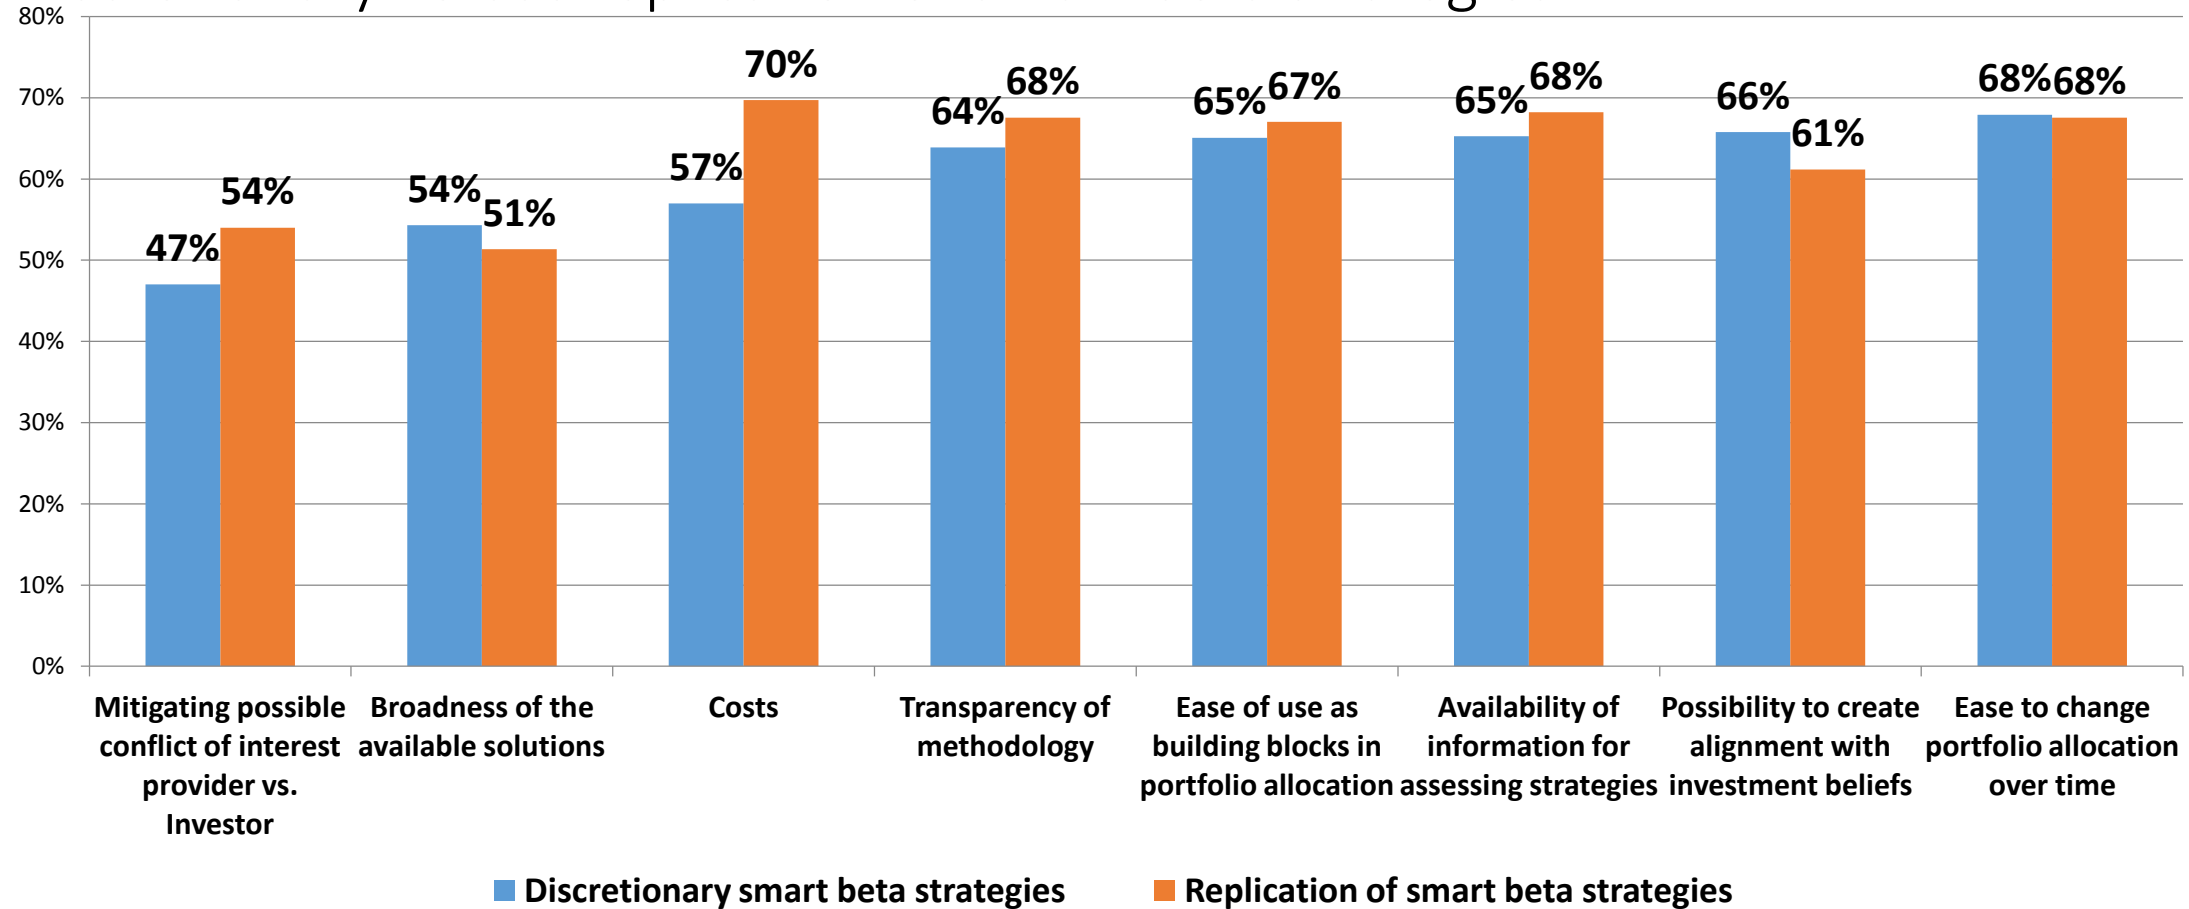 80%
70%
60%
50%
40%
30%
20%
10%
0%
47%
54%
54%
51%
57%
70%
64%
68%
65%
67%
65%
68%
66%
61%
68%
68%
Mitigating possible
conflict of interest
provider vs.
Investor
Broadness of the
available solutions
Costs
Transparency of
methodology
Ease of use as
building blocks in
portfolio allocation
Availability of
information for
assessing strategies
Possibility to create
alignment with
investment beliefs
Ease to change
portfolio allocation
over time
Discretionary smart beta strategies
Replication of smart beta strategies